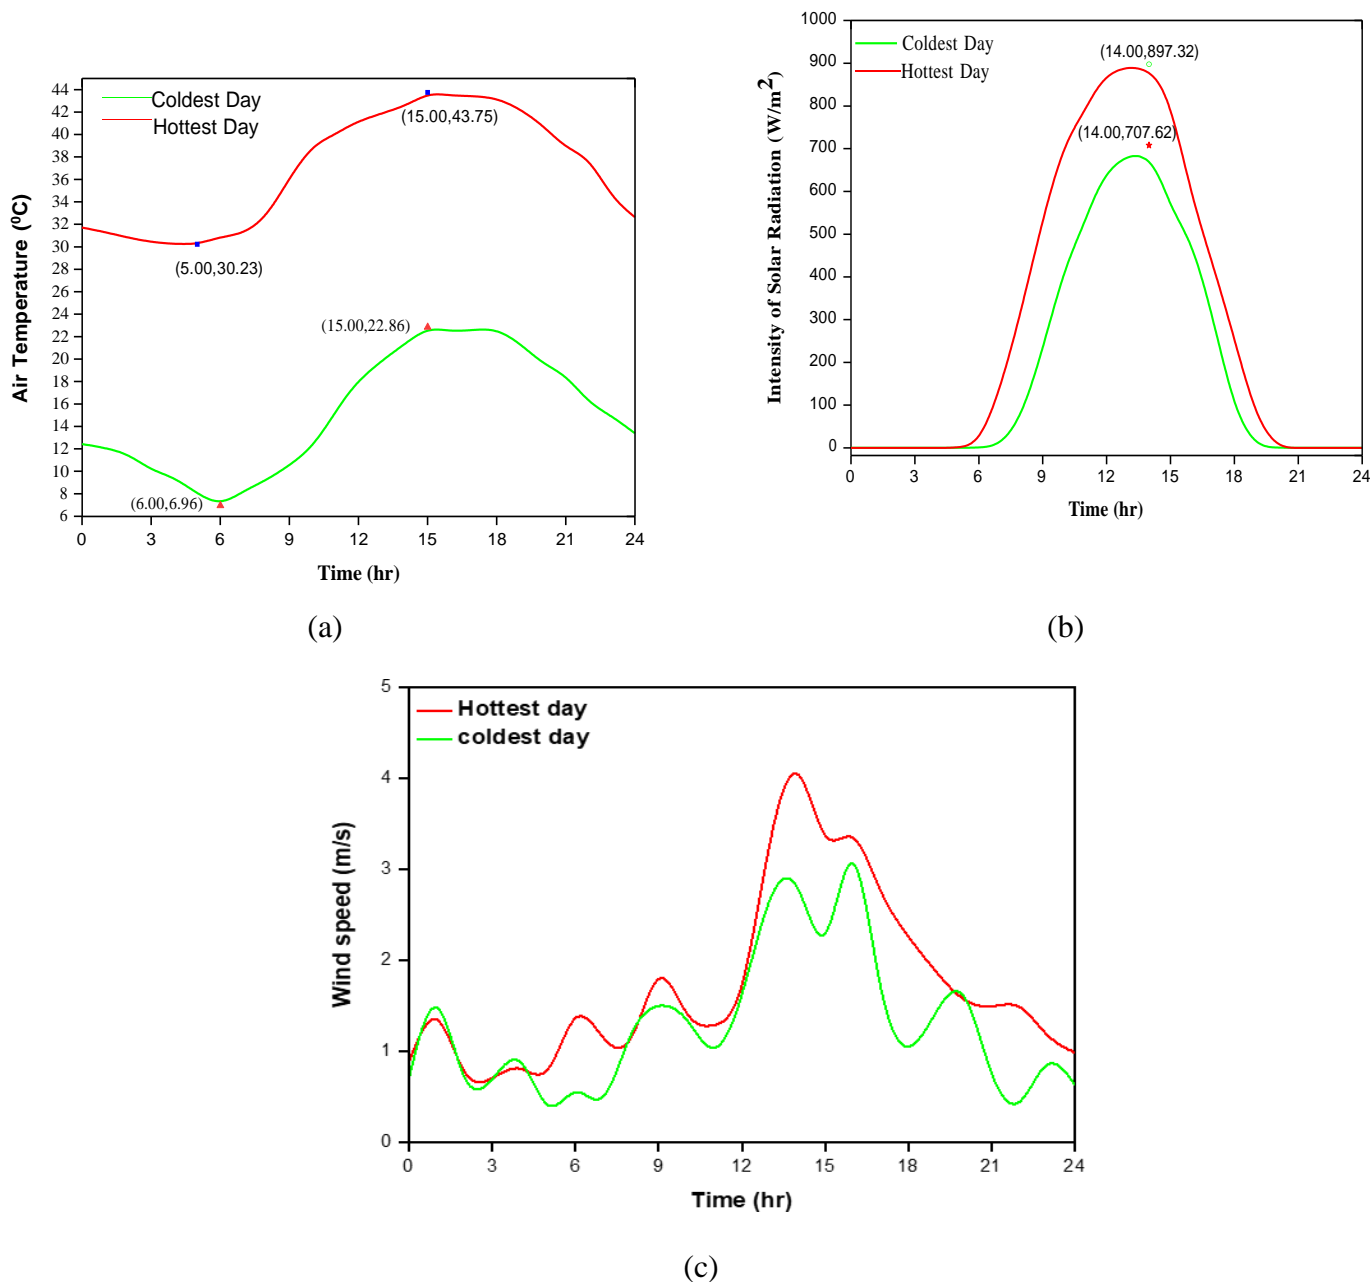 44
42
40
38
36
34
32
30
28
26
24
22
20
18
16
14
12
10
8
6
Air Temperature (⁰C)
Coldest Day
Hottest Day
(15.00,43.75)
(5.00,30.23)
(15.00,22.86)
(6.00,6.96)
0 3 6 9 12 15 18 21 24
Time (hr)
(a)
1000
900
800
700
600
500
400
300
200
100
0
Intensity of Solar Radiation (W/m²)
Coldest Day
Hottest Day
(14.00,897.32)
(14.00,707.62)
0 3 6 9 12 15 18 21 24
Time (hr)
(b)
5
4
3
2
1
0
Wind speed (m/s)
Hottest day
coldest day
0 3 6 9 12 15 18 21 24
Time (hr)
(c)